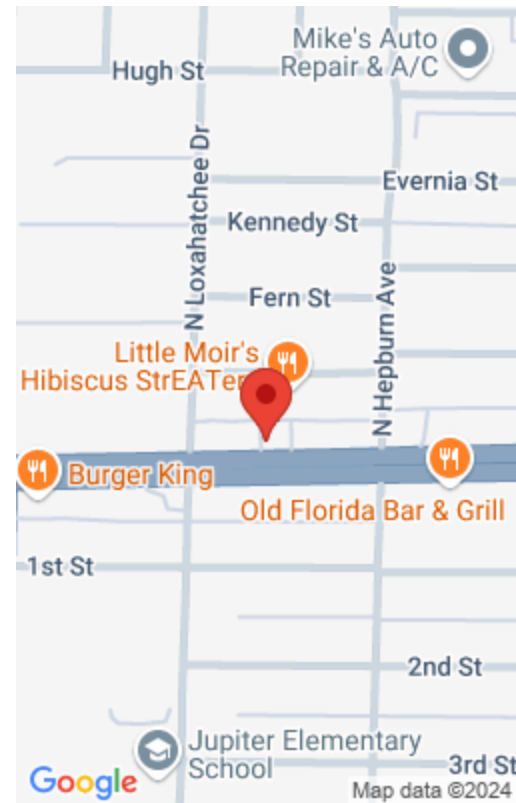 Mike's Auto
Repair & A/C
Hugh St
N Loxahatchee Dr
Evernia St
Kennedy St
Fern St
N Hepburn Ave
Little Moir's
Hibiscus StrEATer
Burger King
Old Florida Bar & Grill
1st St
2nd St
Jupiter Elementary
School
3rd St
Google
Map data ©2024